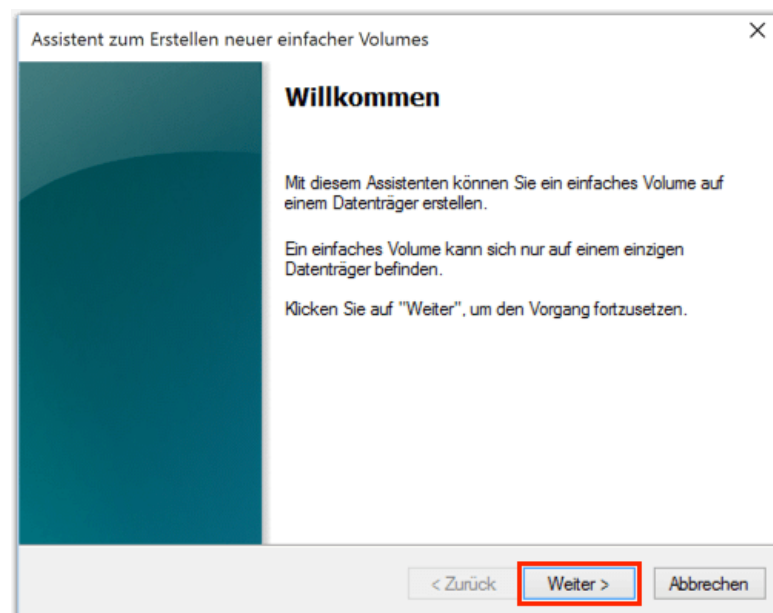 Assistent zum Erstellen neuer einfacher Volumes
Willkommen
Mit diesem Assistenten können Sie ein einfaches Volume auf
einem Datenträger erstellen.
Ein einfaches Volume kann sich nur auf einem einzigen
Datenträger befinden.
Klicken Sie auf "Weiter", um den Vorgang fortzusetzen.
< Zurück Weiter > Abbrechen